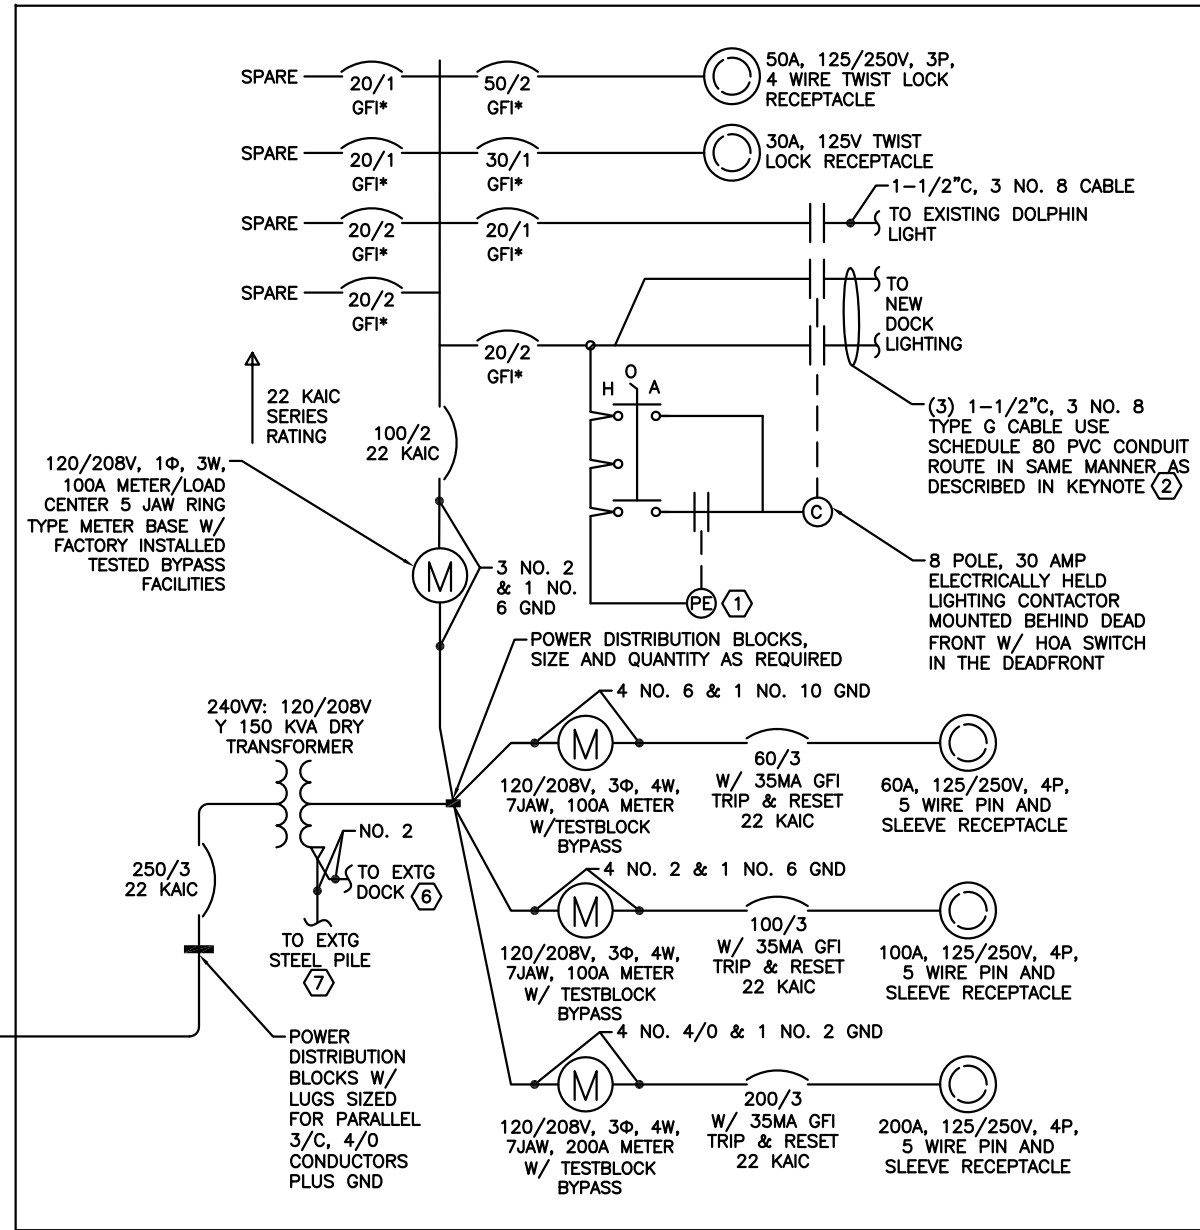 SPARE
20/1
GFI*
50/2
GFI*
50A, 125/250V, 3P,
4 WIRE TWIST LOCK
RECEPTACLE
SPARE
20/1
GFI*
30/1
GFI*
30A, 125V TWIST
LOCK RECEPTACLE
SPARE
20/2
GFI*
20/1
GFI*
1-1/2"C, 3 NO. 8 CABLE
TO EXISTING DOLPHIN
LIGHT
SPARE
20/2
GFI*
TO
NEW
DOCK
LIGHTING
20/2
GFI*
22 KAIC
SERIES
RATING
H O A
(3) 1-1/2"C, 3 NO. 8
TYPE G CABLE USE
SCHEDULE 80 PVC CONDUIT
ROUTE IN SAME MANNER AS
DESCRIBED IN KEYNOTE 2
100/2
22 KAIC
120/208V, 1Φ, 3W,
100A METER/LOAD
CENTER 5 JAW RING
TYPE METER BASE W/
FACTORY INSTALLED
TESTED BYPASS
FACILITIES
M
3 NO. 2
& 1 NO.
6 GND
C
PE
1
8 POLE, 30 AMP
ELECTRICALLY HELD
LIGHTING CONTACTOR
MOUNTED BEHIND DEAD
FRONT W/ HOA SWITCH
IN THE DEADFRONT
POWER DISTRIBUTION BLOCKS,
SIZE AND QUANTITY AS REQUIRED
240V∇: 120/208V
Y 150 KVA DRY
TRANSFORMER
4 NO. 6 & 1 NO. 10 GND
M
120/208V, 3Φ, 4W,
7JAW, 100A METER
W/TESTBLOCK
BYPASS
60/3
W/ 35MA GFI
TRIP & RESET
22 KAIC
60A, 125/250V, 4P,
5 WIRE PIN AND
SLEEVE RECEPTACLE
250/3
22 KAIC
NO. 2
TO EXTG
DOCK 6
TO EXTG
STEEL PILE
7
4 NO. 2 & 1 NO. 6 GND
M
120/208V, 3Φ, 4W,
7JAW, 100A METER
W/ TESTBLOCK
BYPASS
100/3
W/ 35MA GFI
TRIP & RESET
22 KAIC
100A, 125/250V, 4P,
5 WIRE PIN AND
SLEEVE RECEPTACLE
POWER
DISTRIBUTION
BLOCKS W/
LUGS SIZED
FOR PARALLEL
3/C, 4/0
CONDUCTORS
PLUS GND
4 NO. 4/0 & 1 NO. 2 GND
M
120/208V, 3Φ, 4W,
7JAW, 200A METER
W/ TESTBLOCK
BYPASS
200/3
W/ 35MA GFI
TRIP & RESET
22 KAIC
200A, 125/250V, 4P,
5 WIRE PIN AND
SLEEVE RECEPTACLE